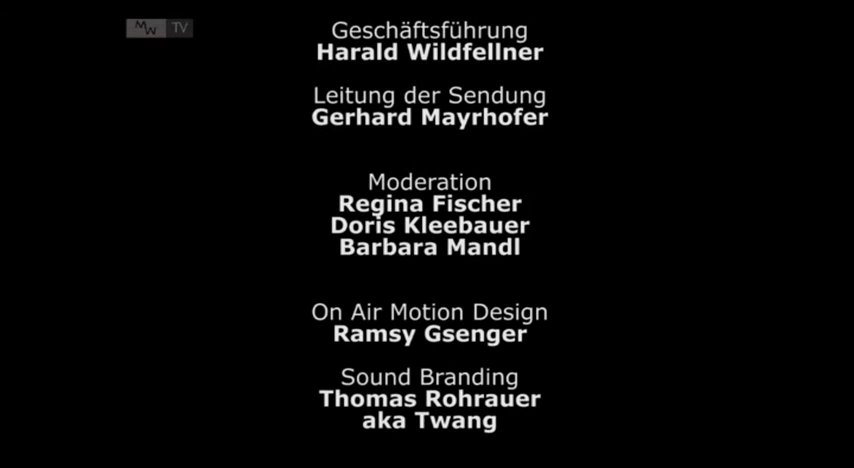 MW TV
Geschäftsführung
Harald Wildfellner
Leitung der Sendung
Gerhard Mayrhofer
Moderation
Regina Fischer
Doris Kleebauer
Barbara Mandl
On Air Motion Design
Ramsy Gsenger
Sound Branding
Thomas Rohrauer
aka Twang